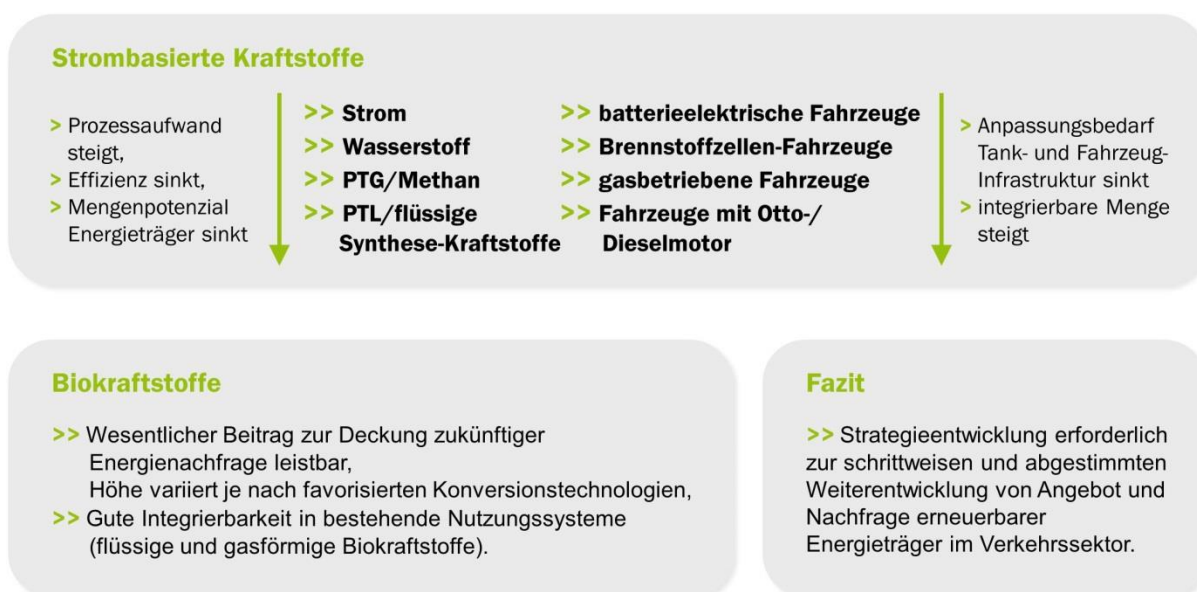 Strombasierte Kraftstoffe
> Prozessaufwand
steigt,
> Effizienz sinkt,
> Mengenpotenzial
Energieträger sinkt
>> Strom
>> Wasserstoff
>> PTG/Methan
>> PTL/flüssige
Synthese-Kraftstoffe
>> batterieelektrische Fahrzeuge
>> Brennstoffzellen-Fahrzeuge
>> gasbetriebene Fahrzeuge
>> Fahrzeuge mit Otto-/
Dieselmotor
> Anpassungsbedarf
Tank- und Fahrzeug-
Infrastruktur sinkt
> integrierbare Menge
steigt
Biokraftstoffe
>> Wesentlicher Beitrag zur Deckung zukünftiger
Energienachfrage leistbar,
Höhe variiert je nach favorisierten Konversionstechnologien,
>> Gute Integrierbarkeit in bestehende Nutzungssysteme
(flüssige und gasförmige Biokraftstoffe).
Fazit
>> Strategieentwicklung erforderlich
zur schrittweisen und abgestimmten
Weiterentwicklung von Angebot und
Nachfrage erneuerbarer
Energieträger im Verkehrssektor.